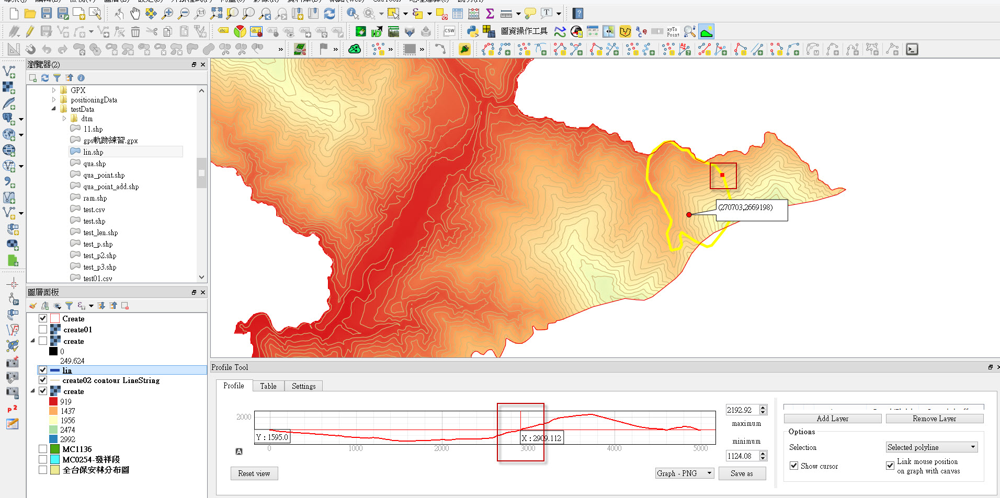 abc
abc
abc
CSW
圖資操作工具
xyTo
Point
瀏覽器(2)
GPX
positioningData
testData
dtm
11.shp
gps軌跡練習.gpx
lin.shp
qua.shp
qua_point.shp
qua_point_add.shp
ram.shp
test.csv
test.shp
test_len.shp
test_p.shp
test_p2.shp
test_p3.shp
test01.csv
圖層面板
Create
create01
create
0
249.624
lin
create02 contour LineString
create
919
1437
1956
2474
2992
MC1136
MC0254-發祥段
全台保安林分布圖
(270703,2669198)
Profile Tool
Profile
Table
Settings
2000
Y : 1595.0
X : 2909.112
0
1000
2000
3000
4000
5000
2192.92
maximum
minimum
1124.08
Reset view
Graph - PNG
Save as
Add Layer
Remove Layer
Options
Selection
Selected polyline
Show cursor
Link mouse position
on graph with canvas